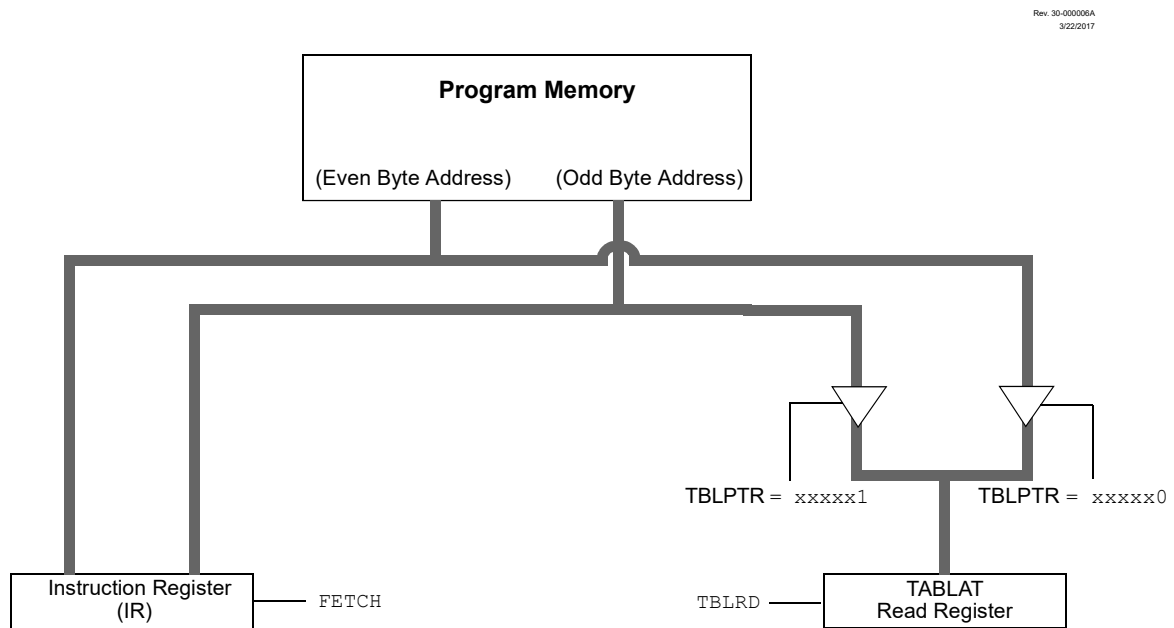 Rev. 30-000006A
3/22/2017
Program Memory
(Even Byte Address) (Odd Byte Address)
TBLPTR = xxxxx1 TBLPTR = xxxxx0
Instruction Register
(IR)
FETCH
TBLRD
TABLAT
Read Register